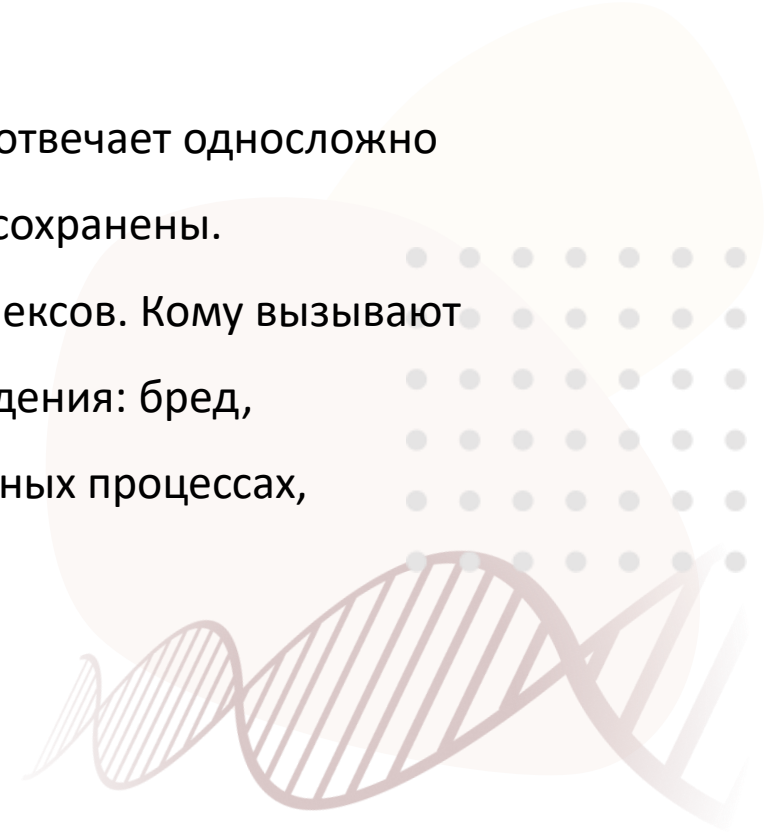 отвечает односложно
сохранены.
ексов. Кому вызывают
дения: бред,
ных процессах,